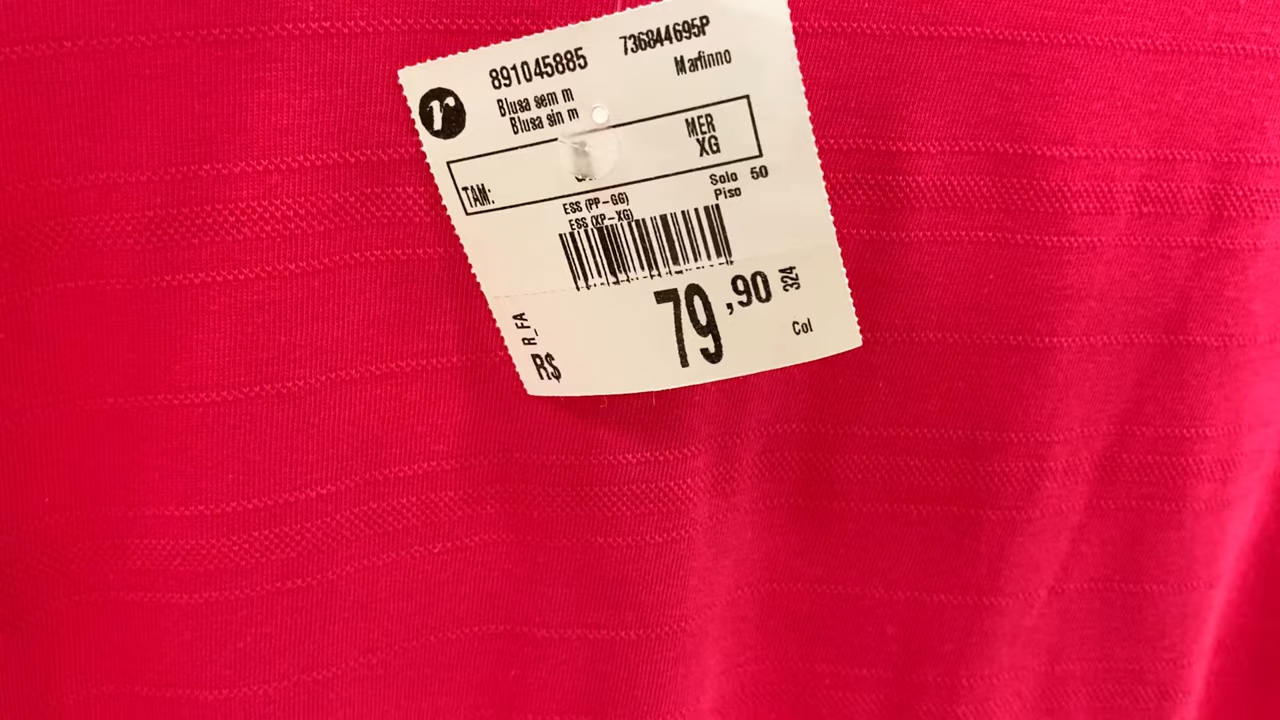 891045885 736844695P
r
Blusa sem m Marfinno
Blusa sin m
MER
TAM: XG
Solo 50
ESS (PP-GG) Piso
ESS (XP-XG)
79,90 324
R_FA
R$ Col